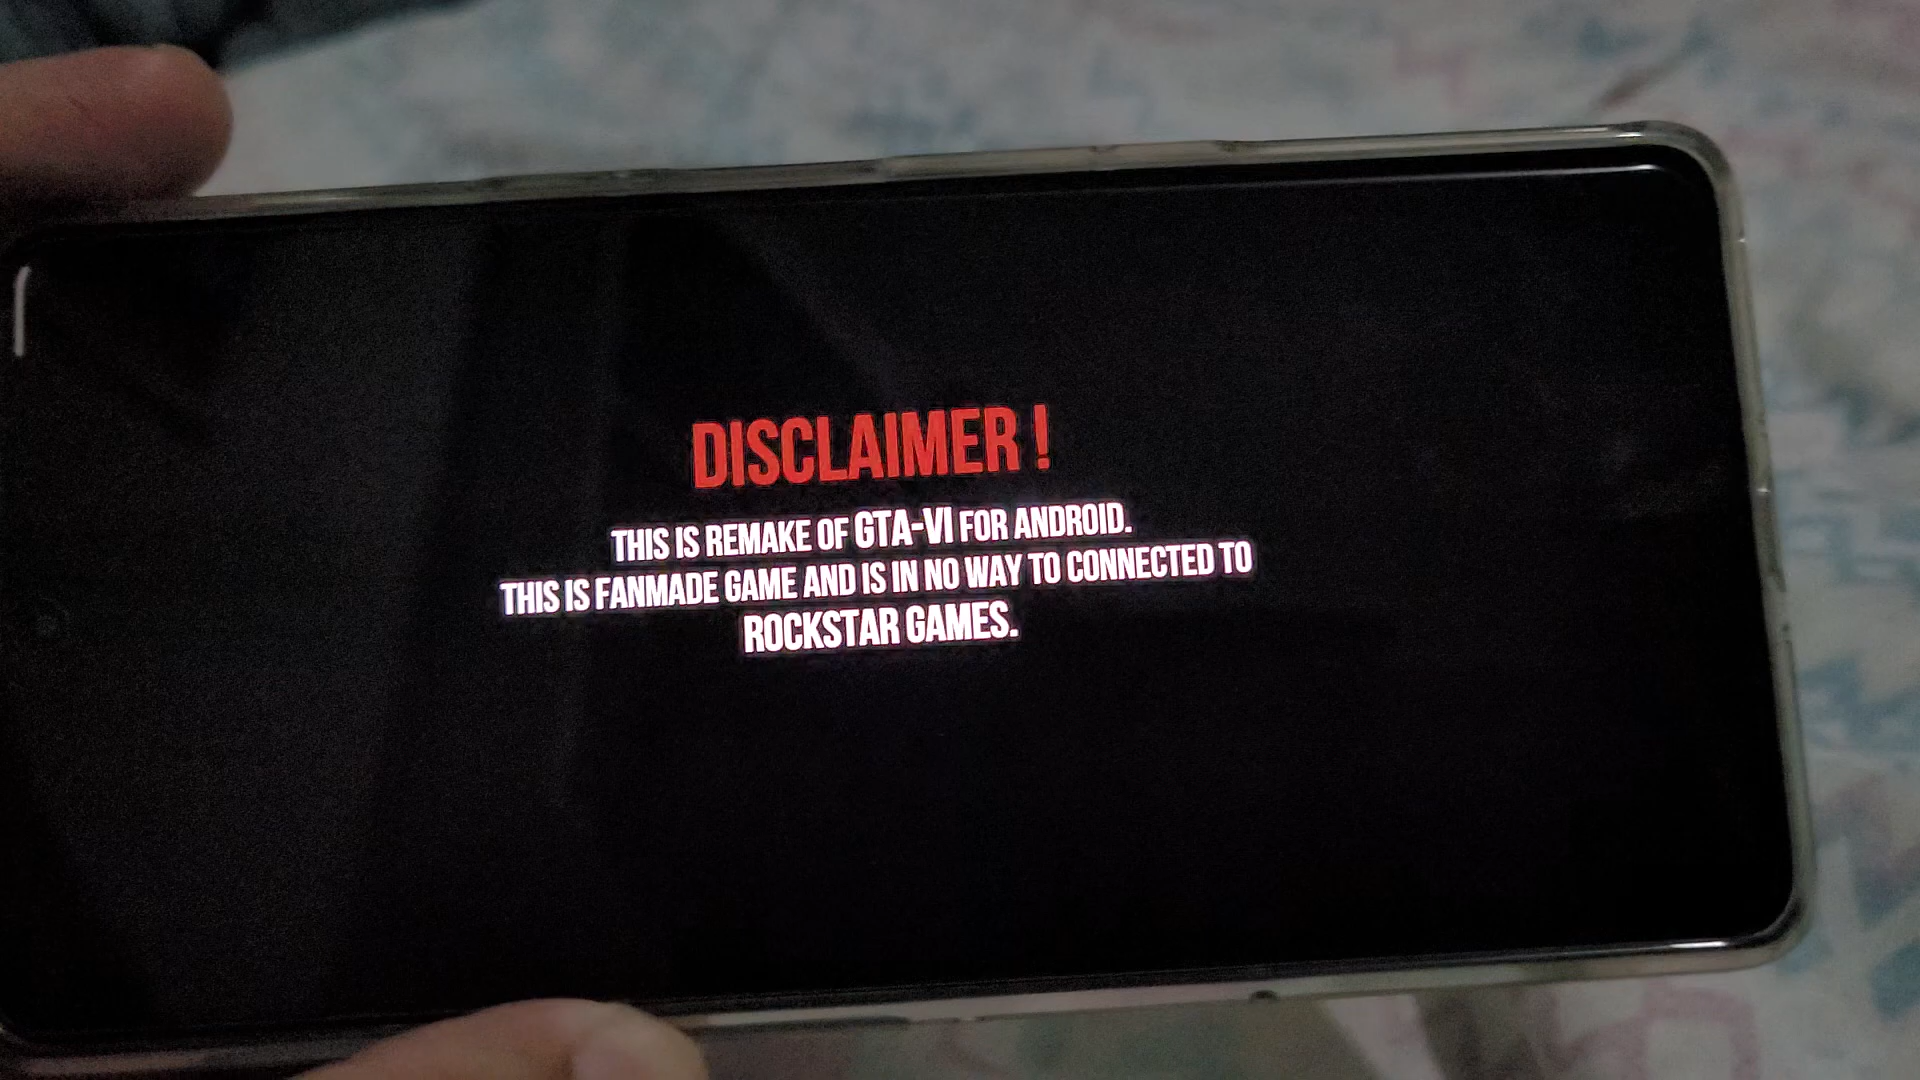 DISCLAIMER !
THIS IS REMAKE OF GTA-VI FOR ANDROID.
THIS IS FANMADE GAME AND IS IN NO WAY TO CONNECTED TO
ROCKSTAR GAMES.